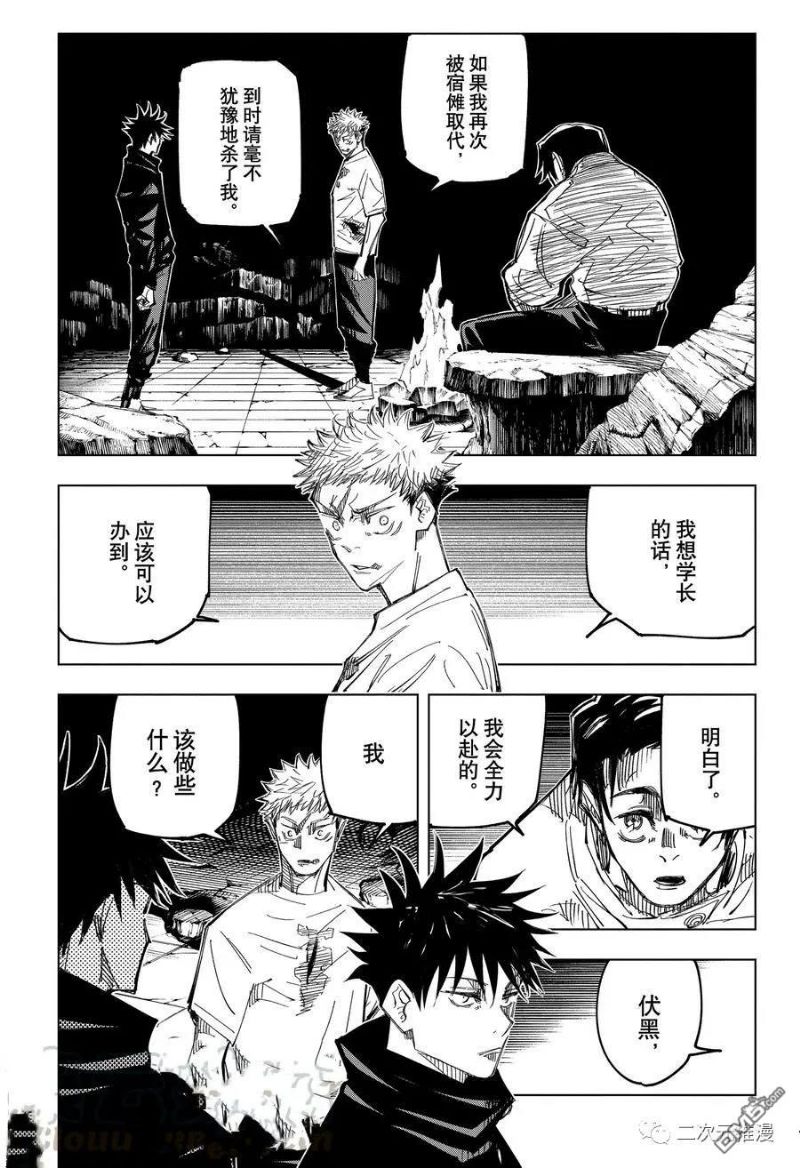 如果我再次
被宿傩取代，
到时请毫不
犹豫地杀了我。
我想学长
的话，
应该可以
办到。
明白了。
我会全力
以赴的。
伏黑，
我
该做些
什么？
二次元推漫